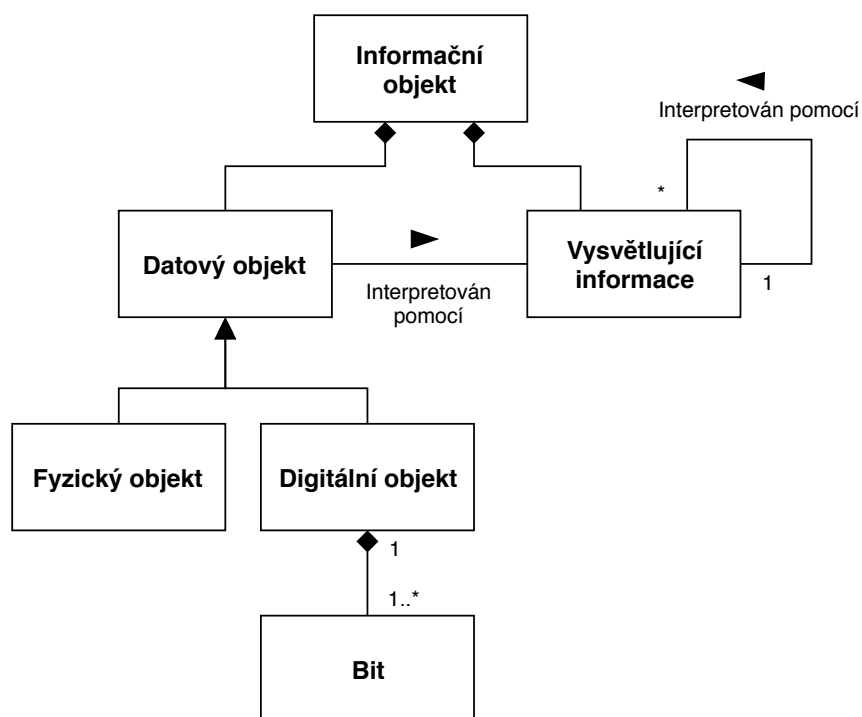 Informační
objekt
Interpretován pomocí
*
Datový objekt
Vysvětlující
informace
Interpretován
pomocí
1
Fyzický objekt
Digitální objekt
1
1..*
Bit